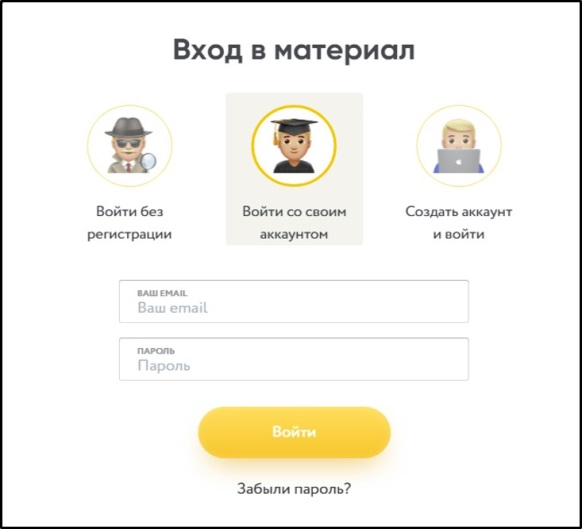 Вход в материал
Войти без
регистрации
Войти со своим
аккаунтом
Создать аккаунт
и войти
ВАШ EMAIL
Ваш email
ПАРОЛЬ
Пароль
Войти
Забыли пароль?